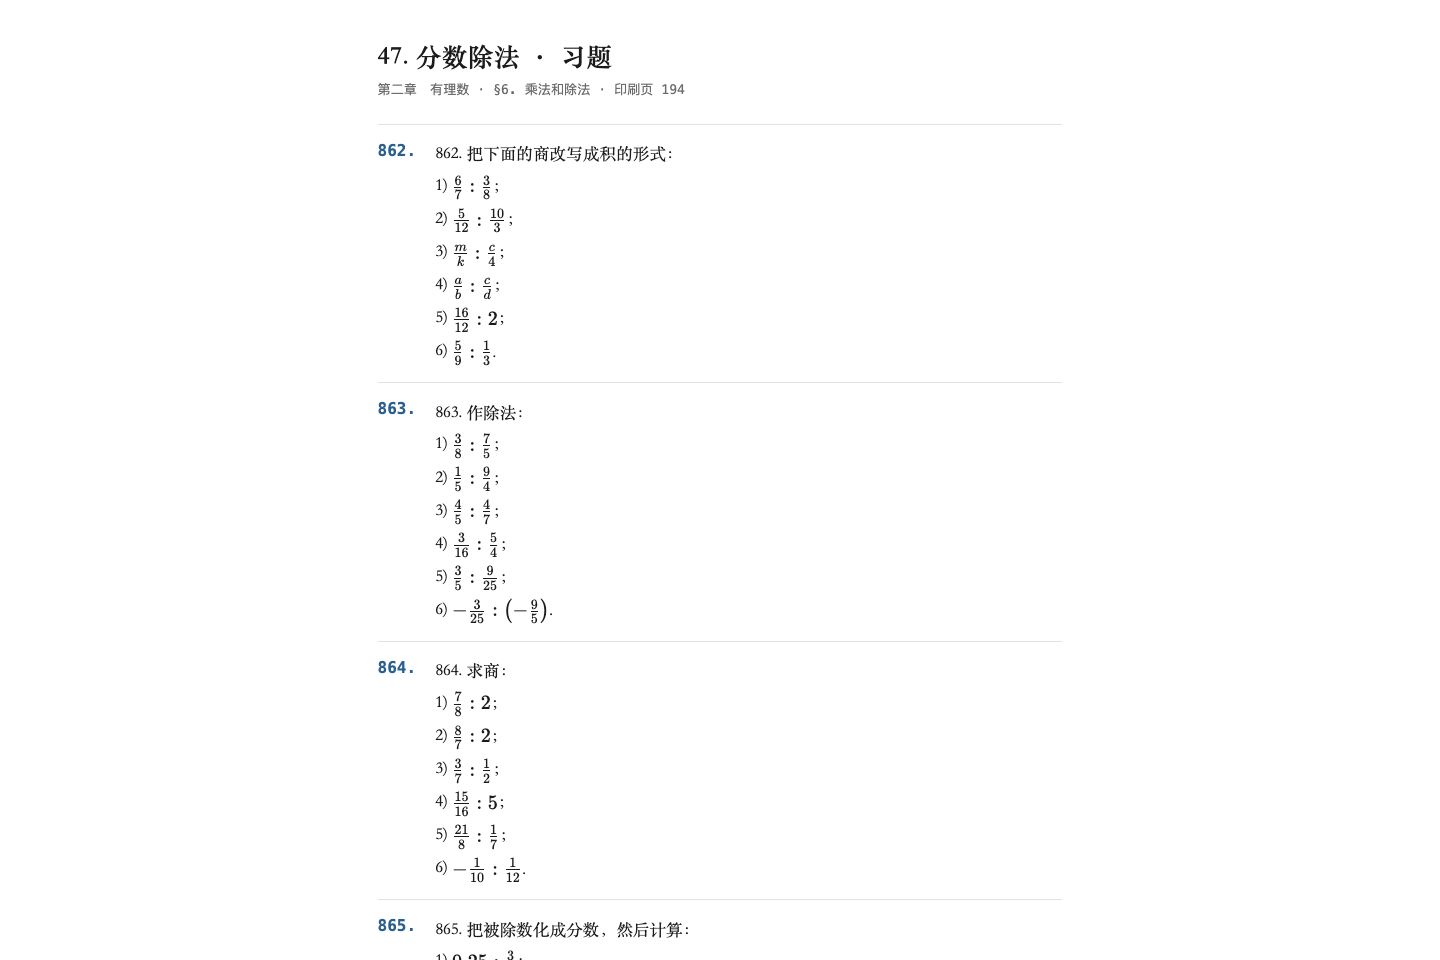 47. 分数除法 · 习题
第二章 有理数 · §6. 乘法和除法 · 印刷页 194
862. 862. 把下面的商改写成积的形式：
1) 6/7 : 3/8；
2) 5/12 : 10/3；
3) m/k : c/4；
4) a/b : c/d；
5) 16/12 : 2；
6) 5/9 : 1/3.
863. 863. 作除法：
1) 3/8 : 7/5；
2) 1/5 : 9/4；
3) 4/5 : 4/7；
4) 3/16 : 5/4；
5) 3/5 : 9/25；
6) −3/25 : (−9/5).
864. 864. 求商：
1) 7/8 : 2；
2) 8/7 : 2；
3) 3/7 : 1/2；
4) 15/16 : 5；
5) 21/8 : 1/7；
6) −1/10 : 1/12.
865. 865. 把被除数化成分数，然后计算：